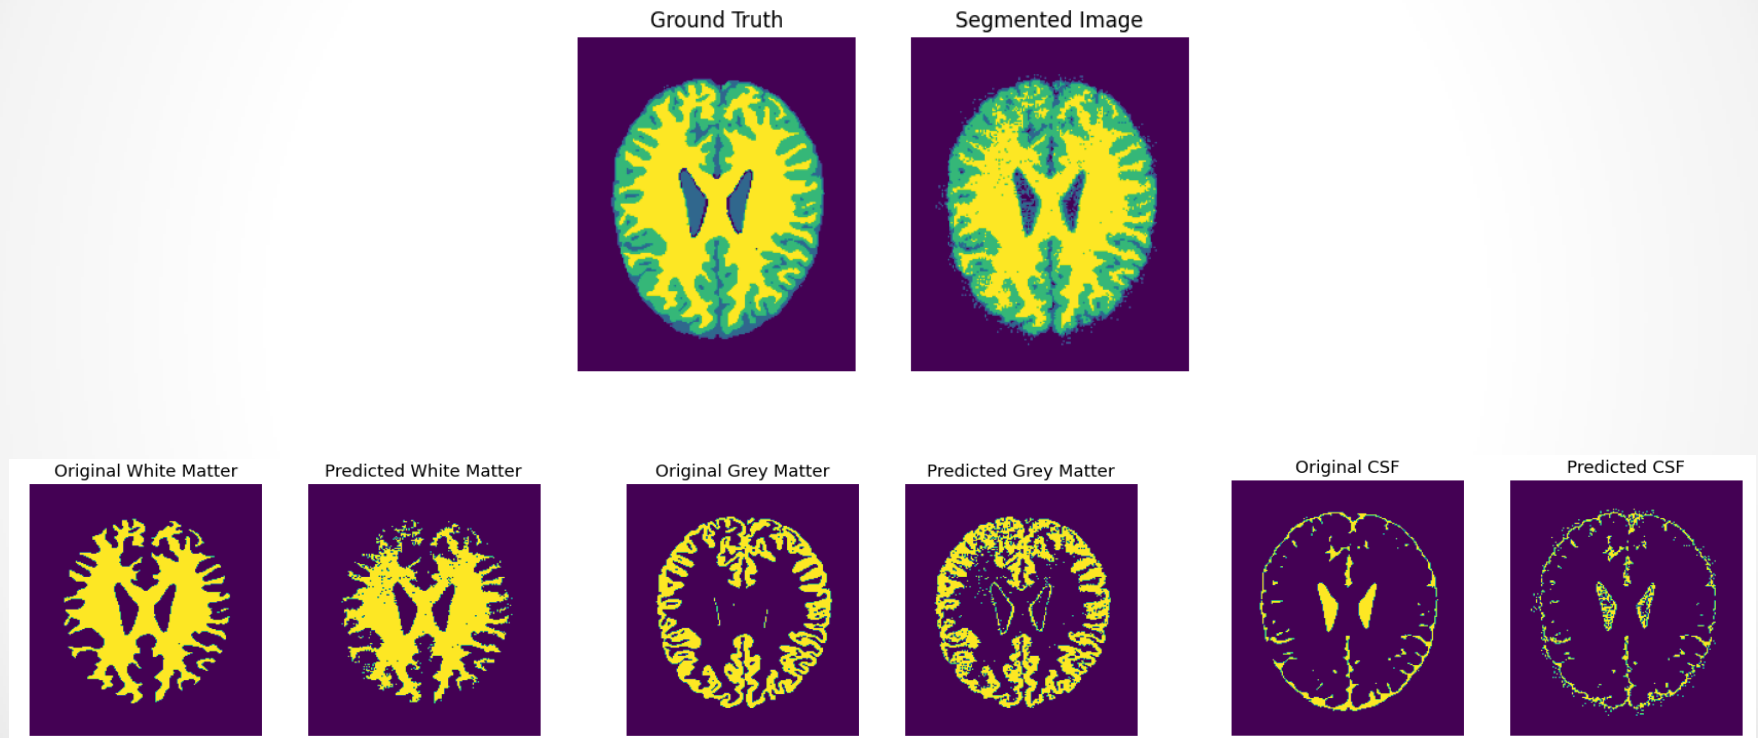 Ground Truth
Segmented Image
Original White Matter
Predicted White Matter
Original Grey Matter
Predicted Grey Matter
Original CSF
Predicted CSF